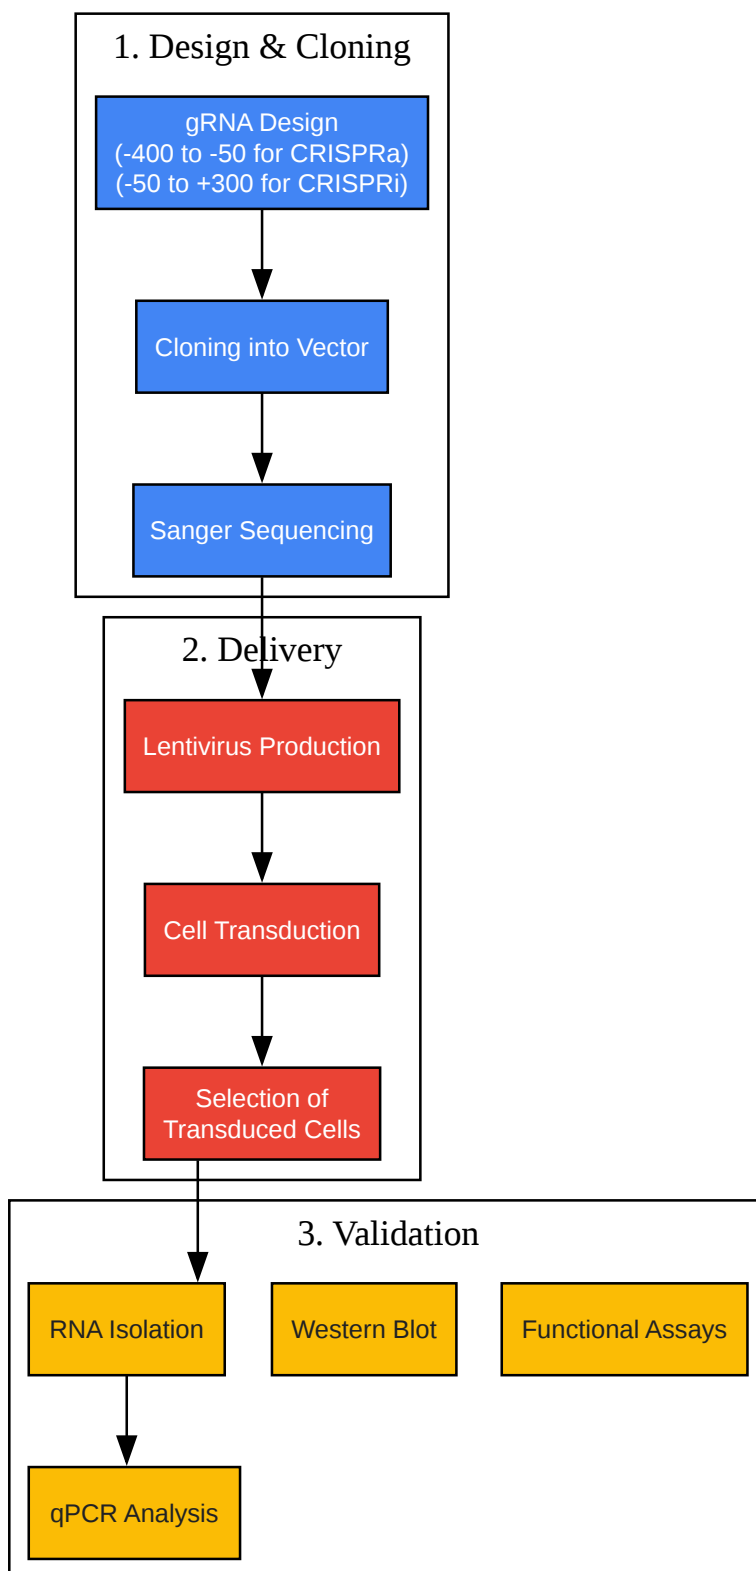 1. Design & Cloning
gRNA Design
(-400 to -50 for CRISPRa)
(-50 to +300 for CRISPRi)
Cloning into Vector
Sanger Sequencing
2. Delivery
Lentivirus Production
Cell Transduction
Selection of
Transduced Cells
3. Validation
RNA Isolation
Western Blot
Functional Assays
qPCR Analysis